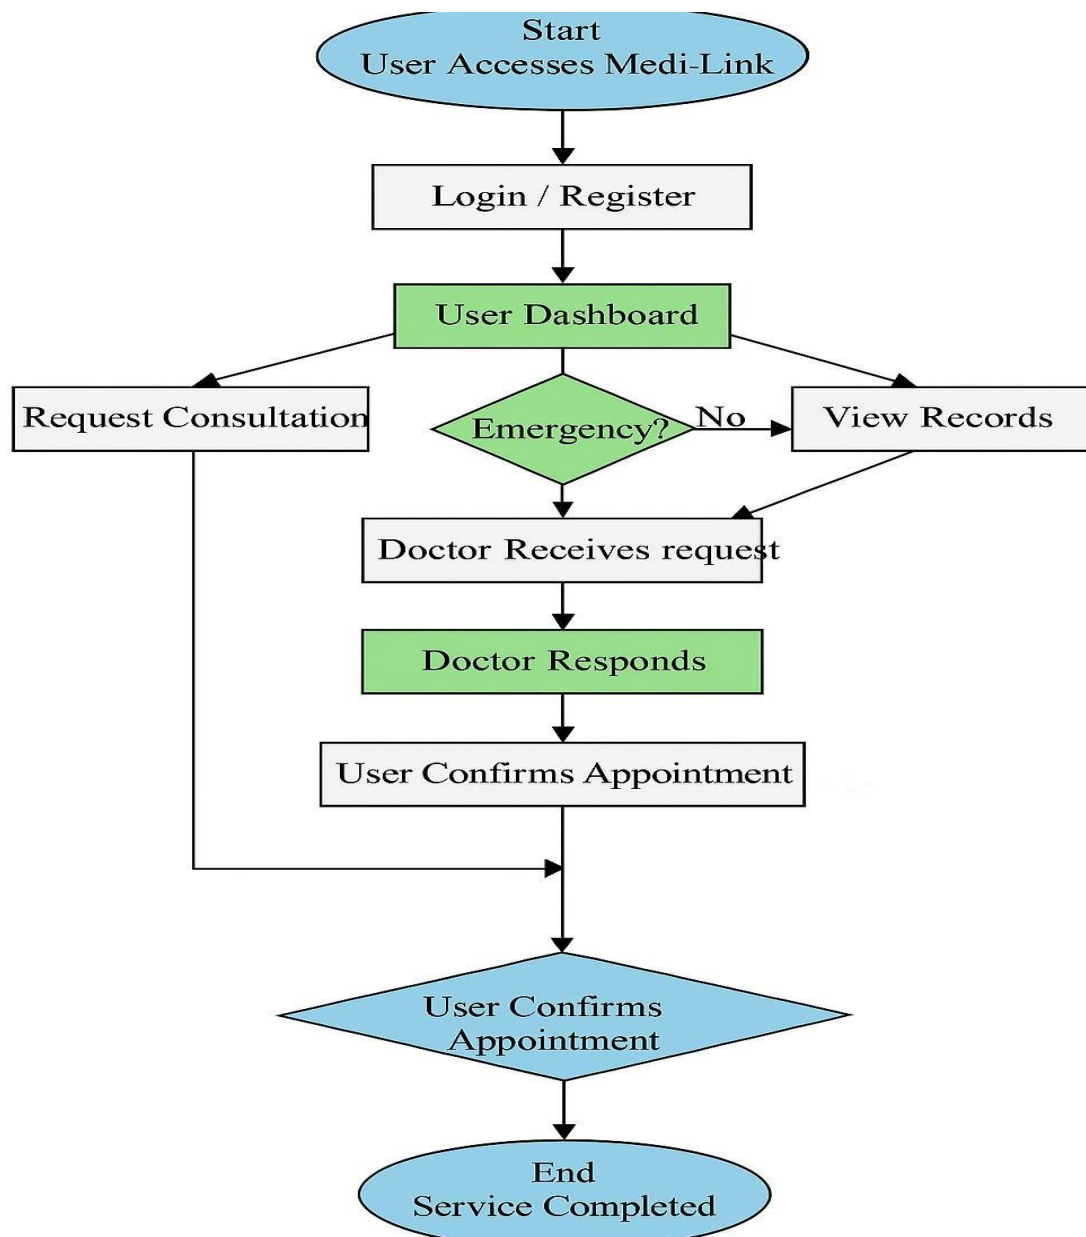 Start
User Accesses Medi-Link
Login / Register
User Dashboard
Request Consultation
Emergency?
No
View Records
Doctor Receives request
Doctor Responds
User Confirms Appointment
User Confirms
Appointment
End
Service Completed